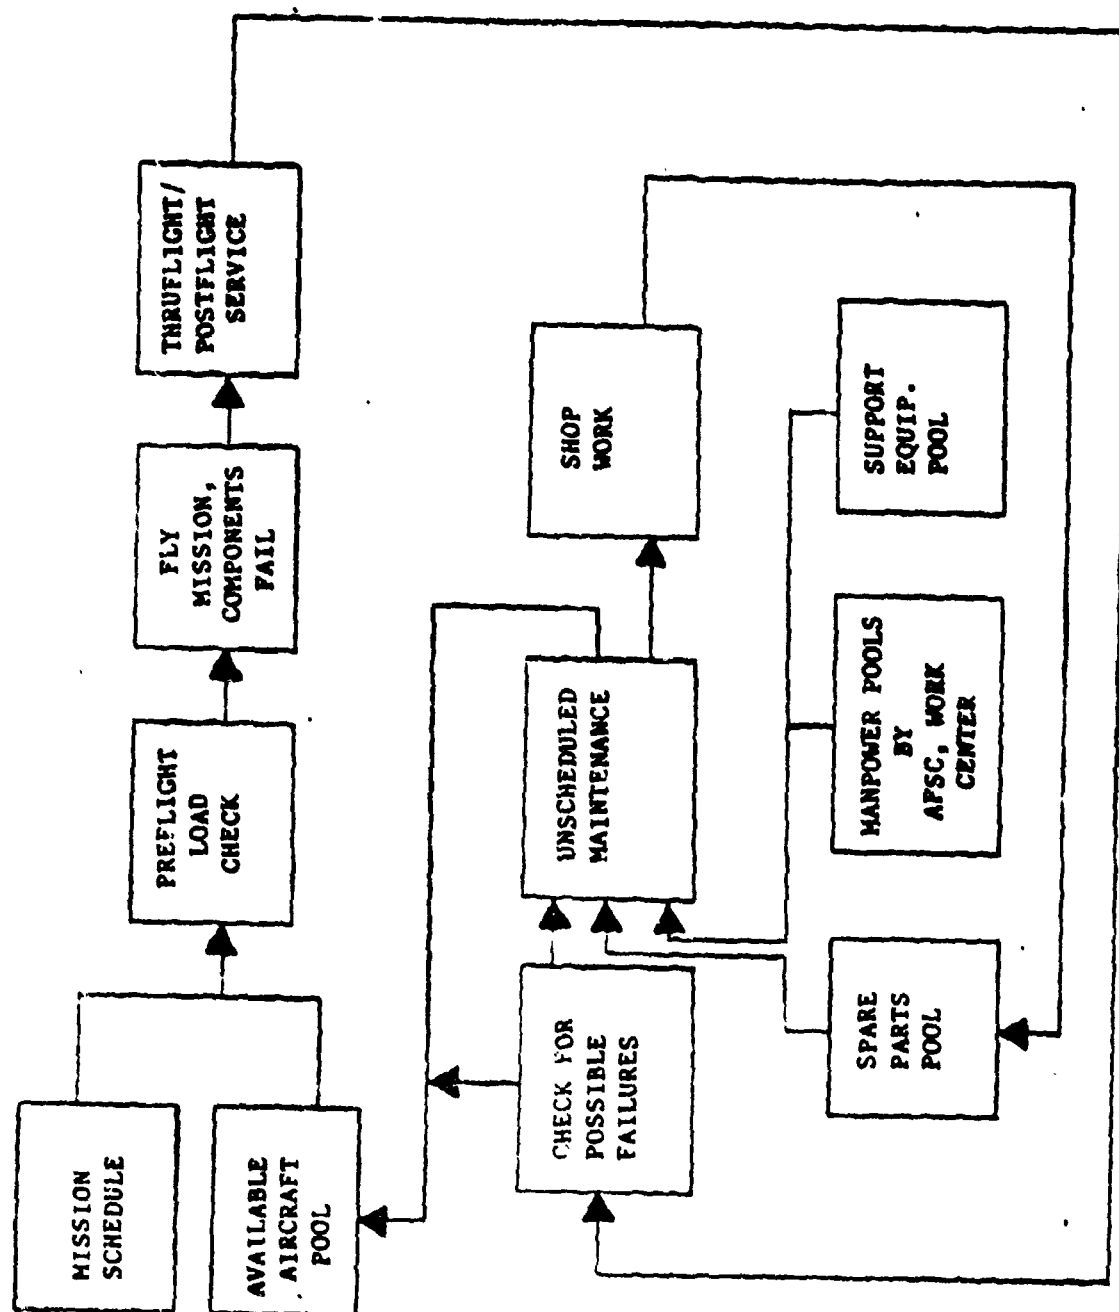 MISSION
SCHEDULE
AVAILABLE
AIRCRAFT
POOL
PREFLIGHT
LOAD
CHECK
FLY
MISSION,
COMPONENTS
FAIL
THRUFLIGHT/
POSTFLIGHT
SERVICE
CHECK FOR
POSSIBLE
FAILURES
UNSCHEDULED
MAINTENANCE
SHOP
WORK
SPARE
PARTS
POOL
MANPOWER POOLS
BY
AFSC, WORK
CENTER
SUPPORT
EQUIP.
POOL